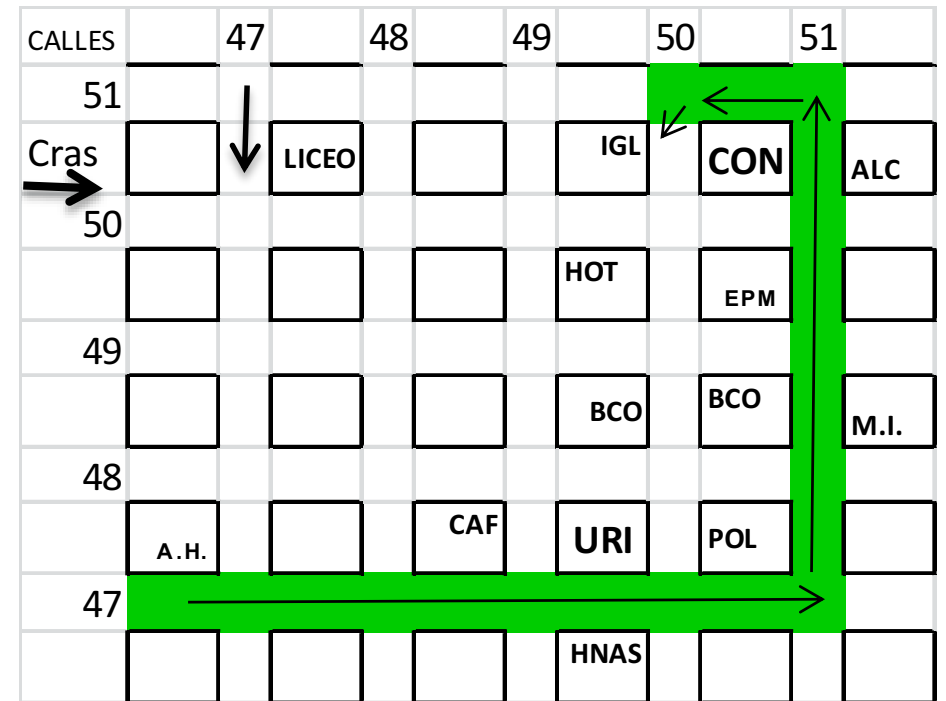 CALLES 47 48 49 50 51
51
Cras LICEO IGL CON ALC
50
HOT EPM
49
BCO BCO M.I.
48
A.H. CAF URI POL
47
HNAS